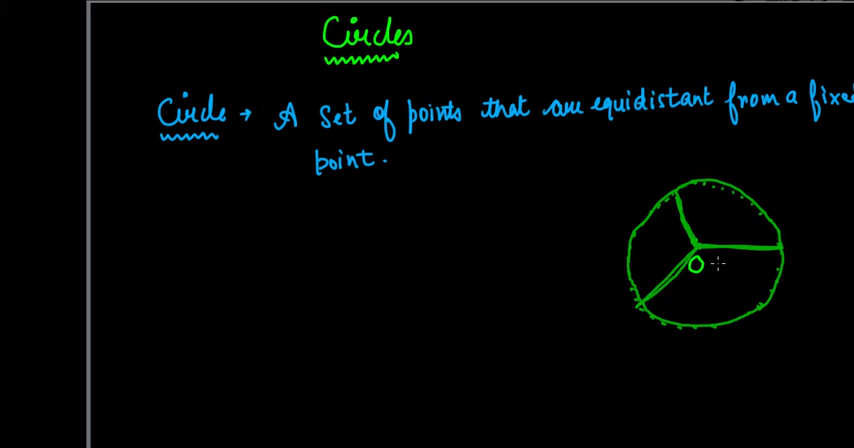 Circles
Circle → A set of points that are equidistant from a fixed
point.
O